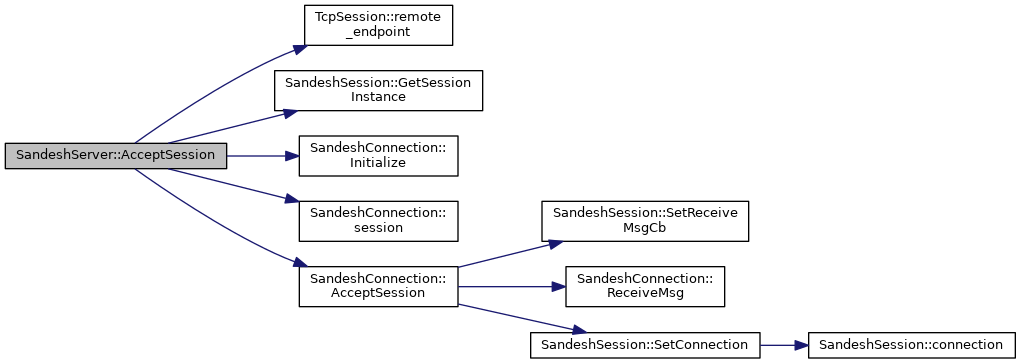 TcpSession::remote
_endpoint
SandeshSession::GetSession
Instance
SandeshServer::AcceptSession
SandeshConnection::
Initialize
SandeshConnection::
session
SandeshSession::SetReceive
MsgCb
SandeshConnection::
AcceptSession
SandeshConnection::
ReceiveMsg
SandeshSession::SetConnection
SandeshSession::connection